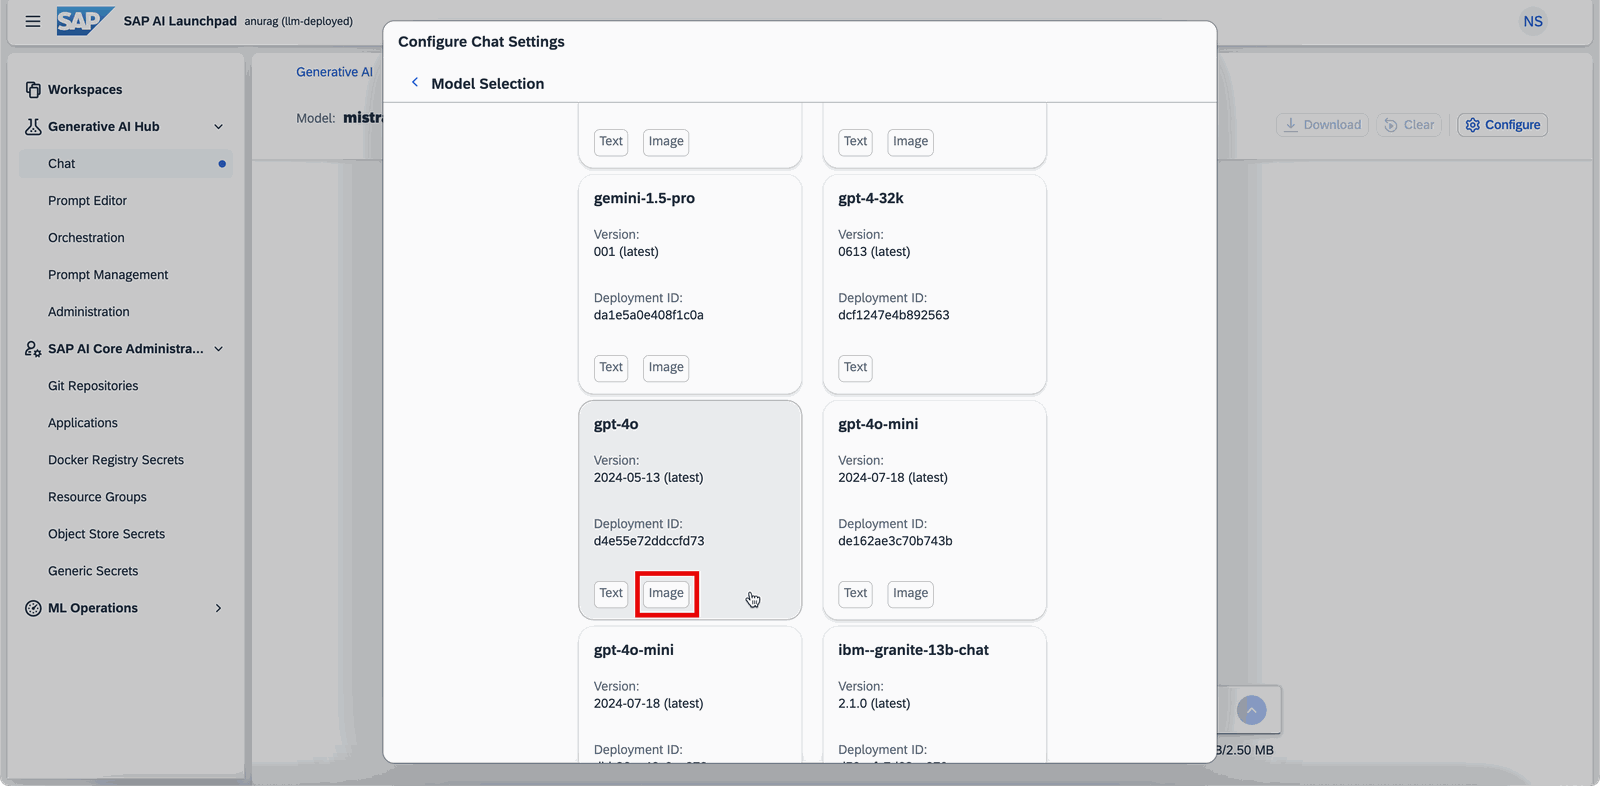 SAP
SAP AI Launchpad anurag (llm-deployed)
NS
Workspaces
Generative AI Hub
Chat
Prompt Editor
Orchestration
Prompt Management
Administration
SAP AI Core Administra...
Git Repositories
Applications
Docker Registry Secrets
Resource Groups
Object Store Secrets
Generic Secrets
ML Operations
Generative AI
Model: mistra
Download
Clear
Configure
Configure Chat Settings
Model Selection
Text Image
Text Image
gemini-1.5-pro
Version:
001 (latest)
Deployment ID:
da1e5a0e408f1c0a
Text Image
gpt-4-32k
Version:
0613 (latest)
Deployment ID:
dcf1247e4b892563
Text
gpt-4o
Version:
2024-05-13 (latest)
Deployment ID:
d4e55e72ddccfd73
Text Image
gpt-4o-mini
Version:
2024-07-18 (latest)
Deployment ID:
de162ae3c70b743b
Text Image
gpt-4o-mini
Version:
2024-07-18 (latest)
Deployment ID:
ibm--granite-13b-chat
Version:
2.1.0 (latest)
Deployment ID:
/2.50 MB